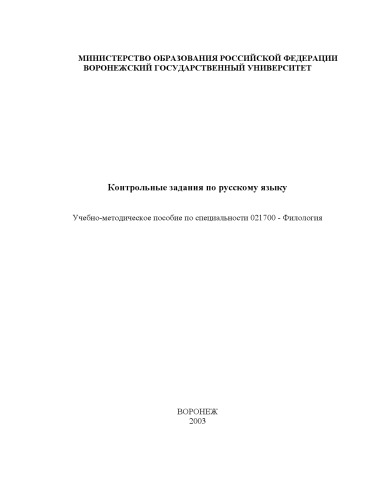 МИНИСТЕРСТВО ОБРАЗОВАНИЯ РОССИЙСКОЙ ФЕДЕРАЦИИ
ВОРОНЕЖСКИЙ ГОСУДАРСТВЕННЫЙ УНИВЕРСИТЕТ
Контрольные задания по русскому языку
Учебно-методическое пособие по специальности 021700 - Филология
ВОРОНЕЖ
2003